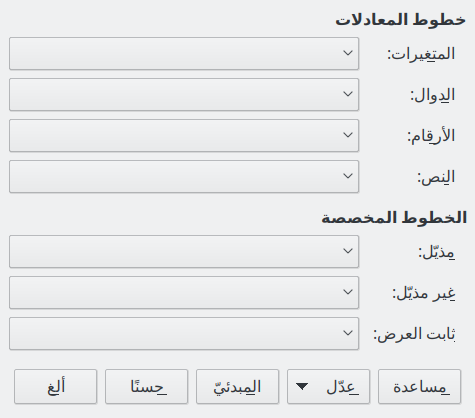 خطوط المعادلات
المتغيرات:
الدوال:
الأرقام:
النص:
الخطوط المخصصة
مذيّل:
غير مذيّل:
ثابت العرض:
مساعدة
عدّل
المبدئيّ
حسنًا
ألغ